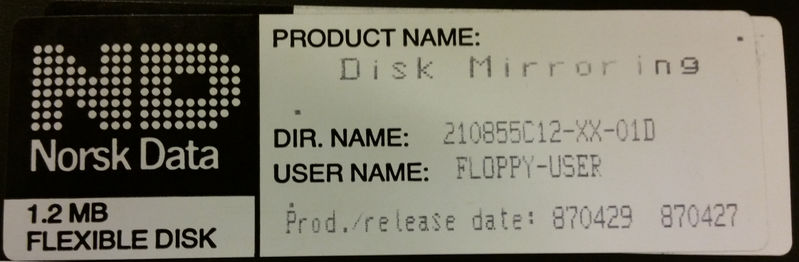 ND
Norsk Data
1.2 MB
FLEXIBLE DISK
PRODUCT NAME:
Disk Mirroring
DIR. NAME: 210855C12-XX-01D
USER NAME: FLOPPY-USER
Prod./release date: 870429 870427